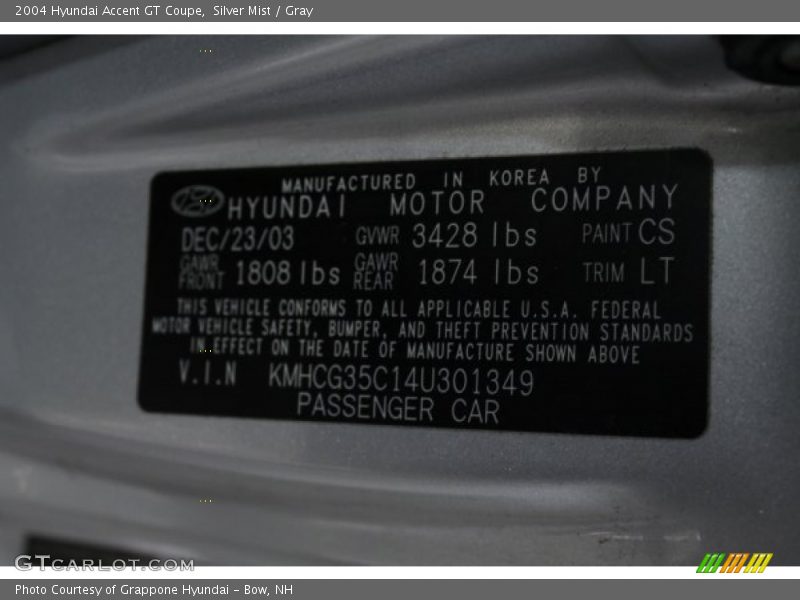 2004 Hyundai Accent GT Coupe,  Silver Mist / Gray
MANUFACTURED IN KOREA BY
HYUNDAI MOTOR COMPANY
DEC/23/03 GVWR 3428 lbs PAINT CS
GAWR FRONT 1808 lbs GAWR REAR 1874 lbs TRIM LT
THIS VEHICLE CONFORMS TO ALL APPLICABLE U.S.A. FEDERAL
MOTOR VEHICLE SAFETY, BUMPER, AND THEFT PREVENTION STANDARDS
IN EFFECT ON THE DATE OF MANUFACTURE SHOWN ABOVE
V.I.N KMHCG35C14U301349
PASSENGER CAR
GTCARLOT.COM
Photo Courtesy of Grappone Hyundai - Bow, NH